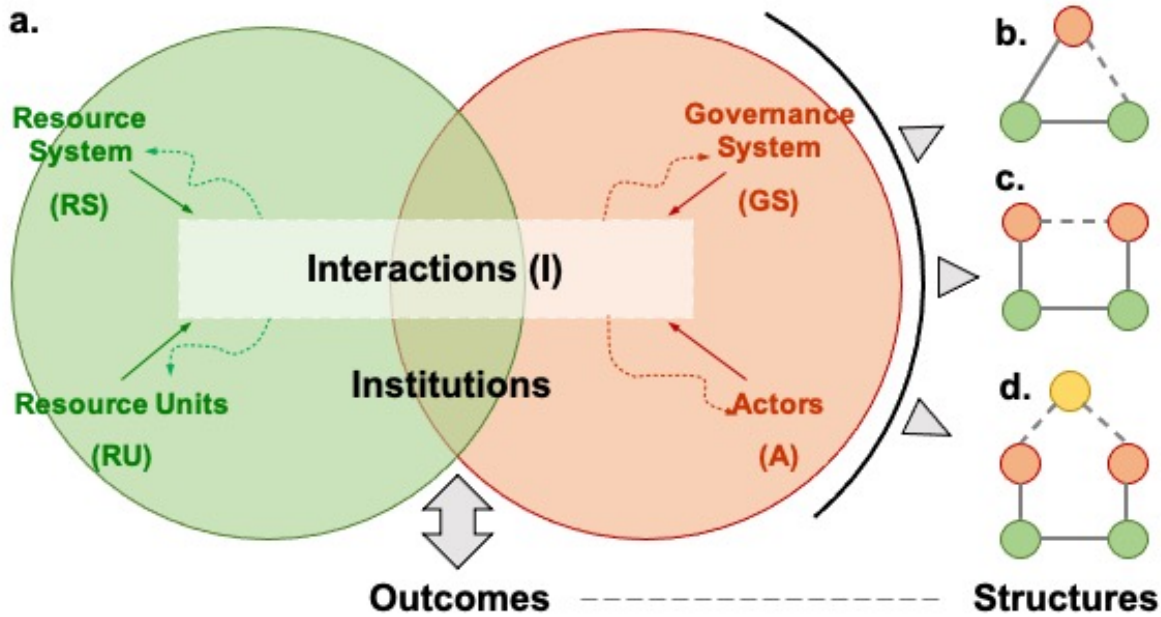 a.
Resource
System
(RS)
Governance
System
(GS)
Interactions (I)
Institutions
Resource Units
(RU)
Actors
(A)
Outcomes
b.
c.
d.
Structures